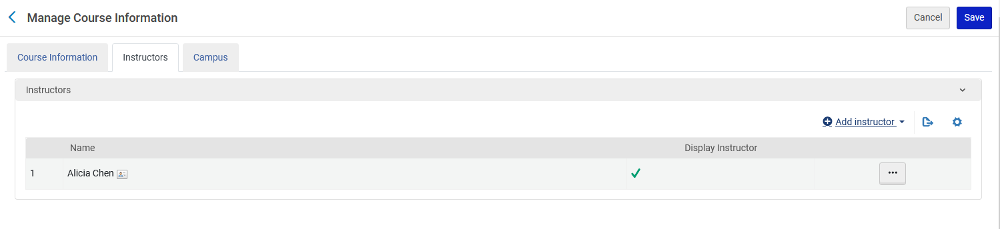 Manage Course Information
Cancel Save
Course Information Instructors Campus
Instructors
Add instructor
Name Display Instructor
1 Alicia Chen